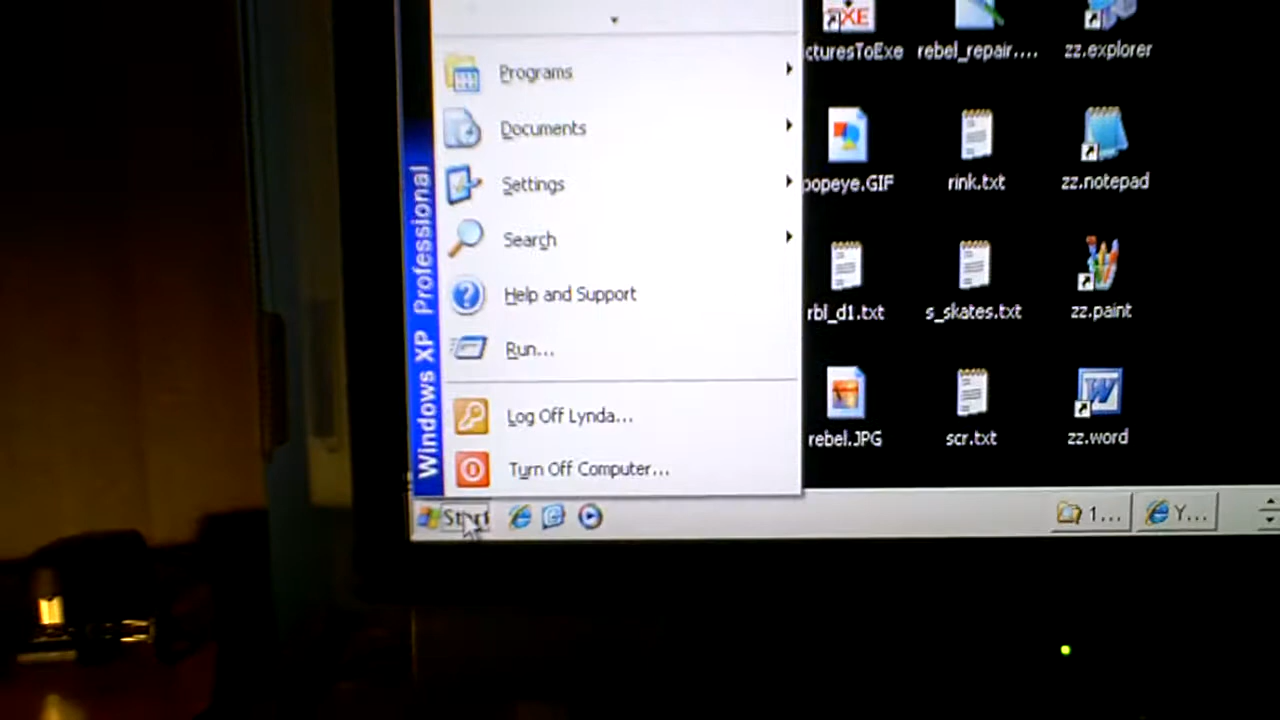 Windows XP Professional
Programs
Documents
Settings
Search
Help and Support
Run...
Log Off Lynda...
Turn Off Computer...
Start
EXE
cturesToExe
rebel_repair....
zz.explorer
popeye.GIF
rink.txt
zz.notepad
rbl_d1.txt
s_skates.txt
zz.paint
rebel.JPG
scr.txt
W
zz.word
1...
Y...